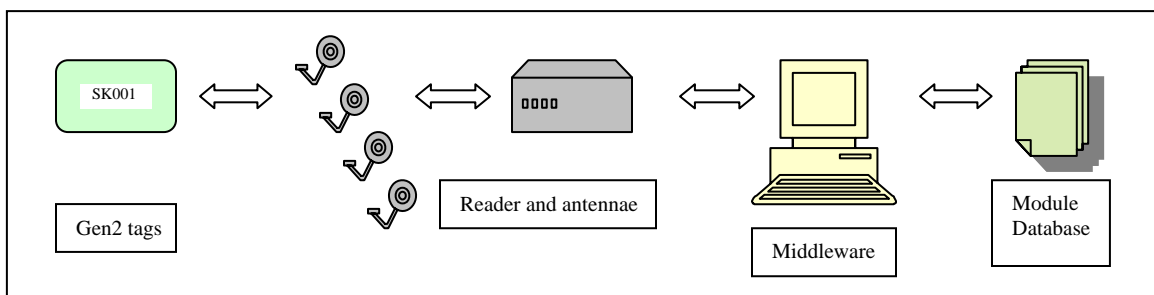 SK001
Gen2 tags
Reader and antennae
Middleware
Module
Database